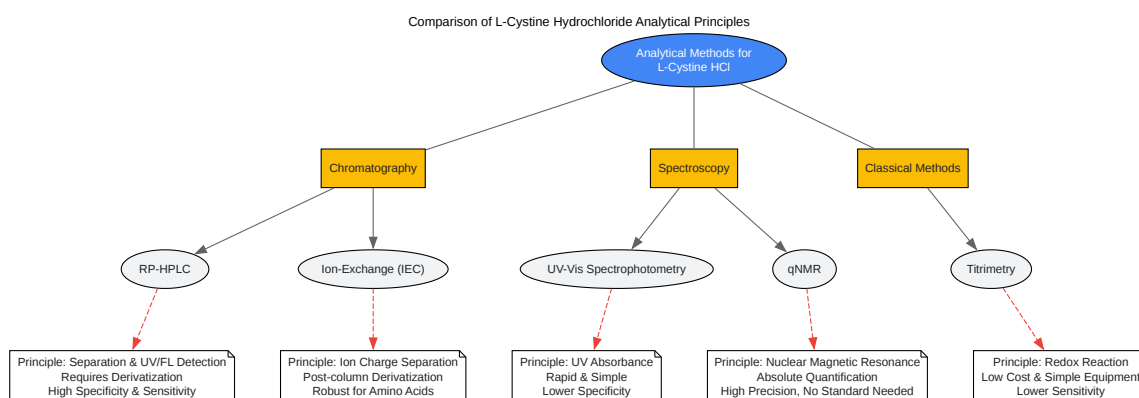 Comparison of L-Cystine Hydrochloride Analytical Principles
Analytical Methods for
L-Cystine HCl
Chromatography
Spectroscopy
Classical Methods
RP-HPLC
Ion-Exchange (IEC)
UV-Vis Spectrophotometry
qNMR
Titrimetry
Principle: Separation & UV/FL Detection
Requires Derivatization
High Specificity & Sensitivity
Principle: Ion Charge Separation
Post-column Derivatization
Robust for Amino Acids
Principle: UV Absorbance
Rapid & Simple
Lower Specificity
Principle: Nuclear Magnetic Resonance
Absolute Quantification
High Precision, No Standard Needed
Principle: Redox Reaction
Low Cost & Simple Equipment
Lower Sensitivity